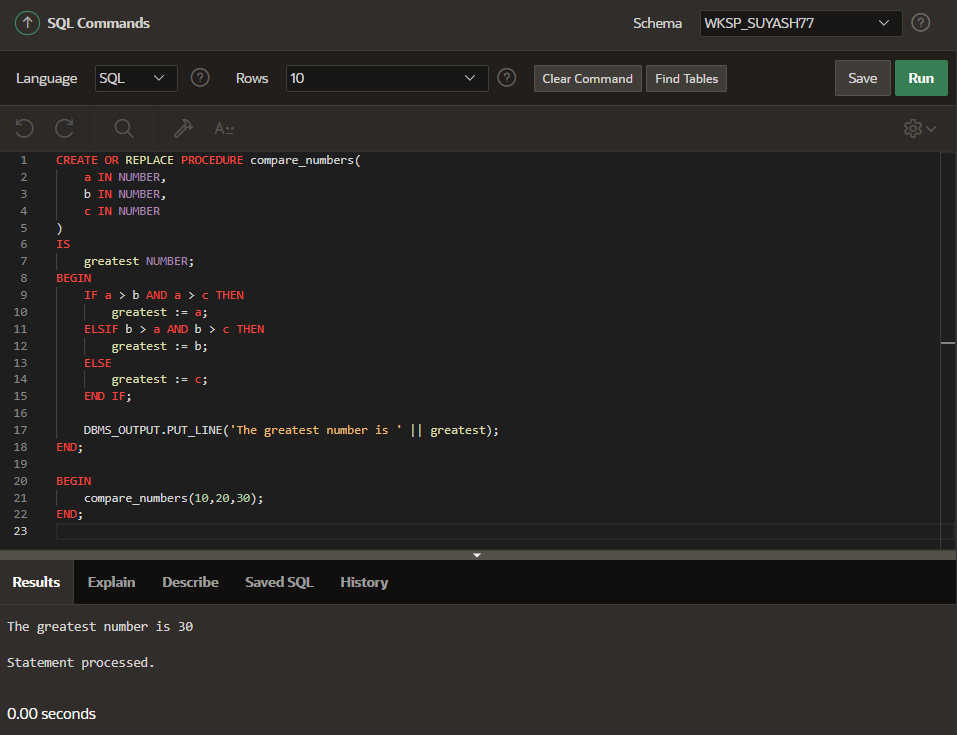 SQL Commands
Schema WKSP_SUYASH77 ?
Language SQL ? Rows 10 ? Clear Command Find Tables Save Run
A::
1 CREATE OR REPLACE PROCEDURE compare_numbers(
2     a IN NUMBER,
3     b IN NUMBER,
4     c IN NUMBER
5 )
6 IS
7     greatest NUMBER;
8 BEGIN
9     IF a > b AND a > c THEN
10         greatest := a;
11     ELSIF b > a AND b > c THEN
12         greatest := b;
13     ELSE
14         greatest := c;
15     END IF;
16
17     DBMS_OUTPUT.PUT_LINE('The greatest number is ' || greatest);
18 END;
19
20 BEGIN
21     compare_numbers(10,20,30);
22 END;
23
Results Explain Describe Saved SQL History
The greatest number is 30
Statement processed.
0.00 seconds